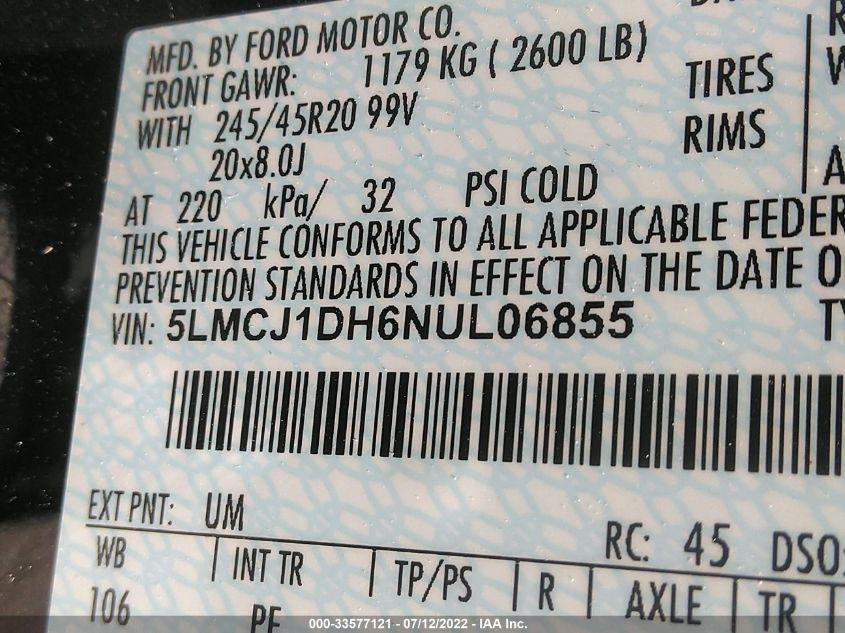 MFD. BY FORD MOTOR CO.
FRONT GAWR: 1179 KG ( 2600 LB)
WITH 245/45R20 99V TIRES
20x8.0J RIMS
AT 220 kPa/ 32 PSI COLD
THIS VEHICLE CONFORMS TO ALL APPLICABLE FEDER
PREVENTION STANDARDS IN EFFECT ON THE DATE O
VIN: 5LMCJ1DH6NUL06855
EXT PNT: UM RC: 45 DSO:
WB INT TR TP/PS R AXLE TR
106
000-33577121 - 07/12/2022 - IAA Inc.